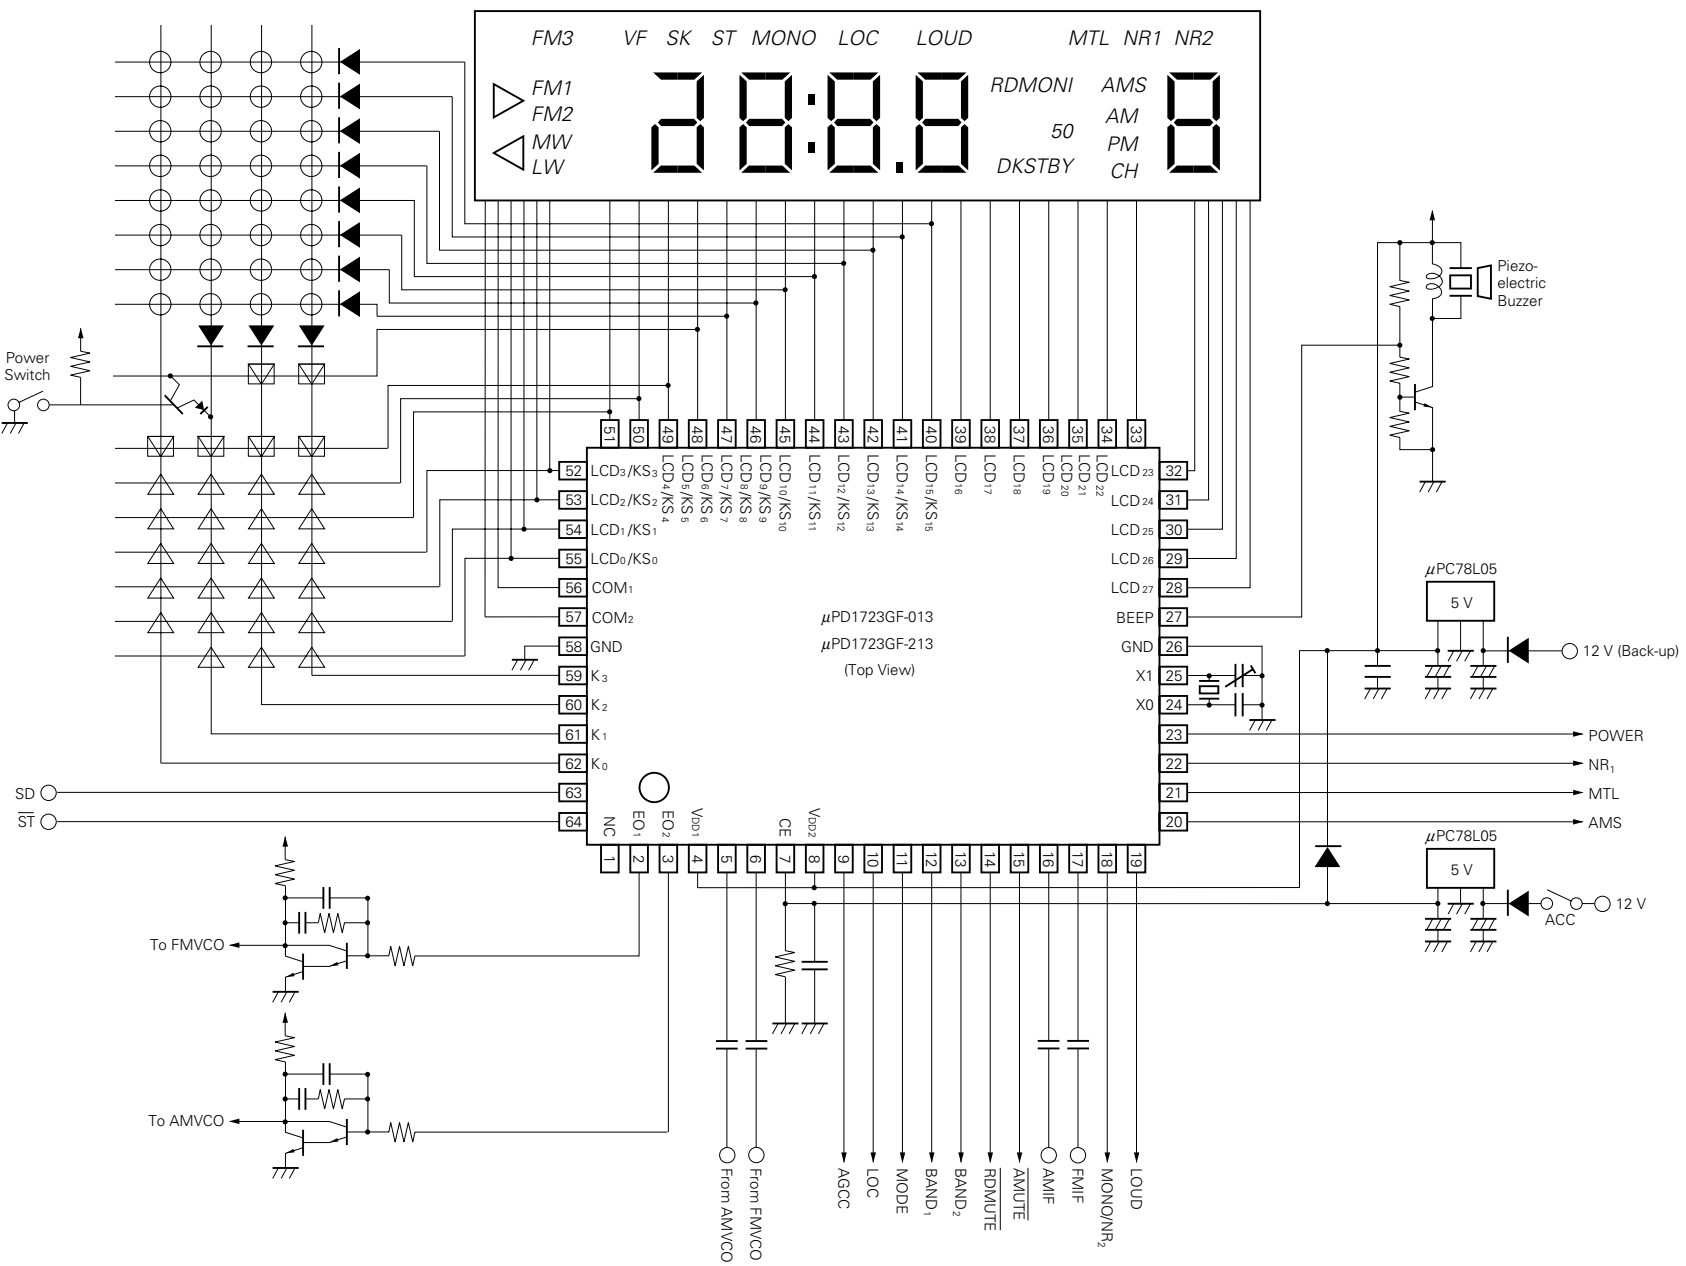 FM3 VF SK ST MONO LOC LOUD MTL NR1 NR2
FM1 RDMONI AMS
FM2 AM
28:8.8 8
MW 50 PM
LW DKSTBY CH
Piezo-
electric
Buzzer
Power
Switch
51 50 49 48 47 46 45 44 43 42 41 40 39 38 37 36 35 34 33
LCD4/KS4
LCD5/KS5
LCD6/KS6
LCD7/KS7
LCD8/KS8
LCD9/KS9
LCD10/KS10
LCD11/KS11
LCD12/KS12
LCD13/KS13
LCD14/KS14
LCD15/KS15
LCD16
LCD17
LCD18
LCD19
LCD20
LCD21
LCD22
52 LCD3/KS3
53 LCD2/KS2
54 LCD1/KS1
55 LCD0/KS0
56 COM1
57 COM2
58 GND
59 K3
60 K2
61 K1
62 K0
63
64
SD
S̅T̅
LCD23 32
LCD24 31
LCD25 30
LCD26 29
LCD27 28
BEEP 27
GND 26
X1 25
X0 24
23 POWER
22 NR1
21 MTL
20 AMS
μPD1723GF-013
μPD1723GF-213
(Top View)
μPC78L05
5 V
12 V (Back-up)
μPC78L05
5 V
ACC
12 V
NC
EO1
EO2
VDD1
CE
VDD2
1 2 3 4 5 6 7 8 9 10 11 12 13 14 15 16 17 18 19
To FMVCO
To AMVCO
From AMVCO
From FMVCO
AGCC
LOC
MODE
BAND1
BAND2
R̅D̅M̅U̅T̅E̅
A̅M̅U̅T̅E̅
AMIF
FMIF
MONO/NR2
LOUD